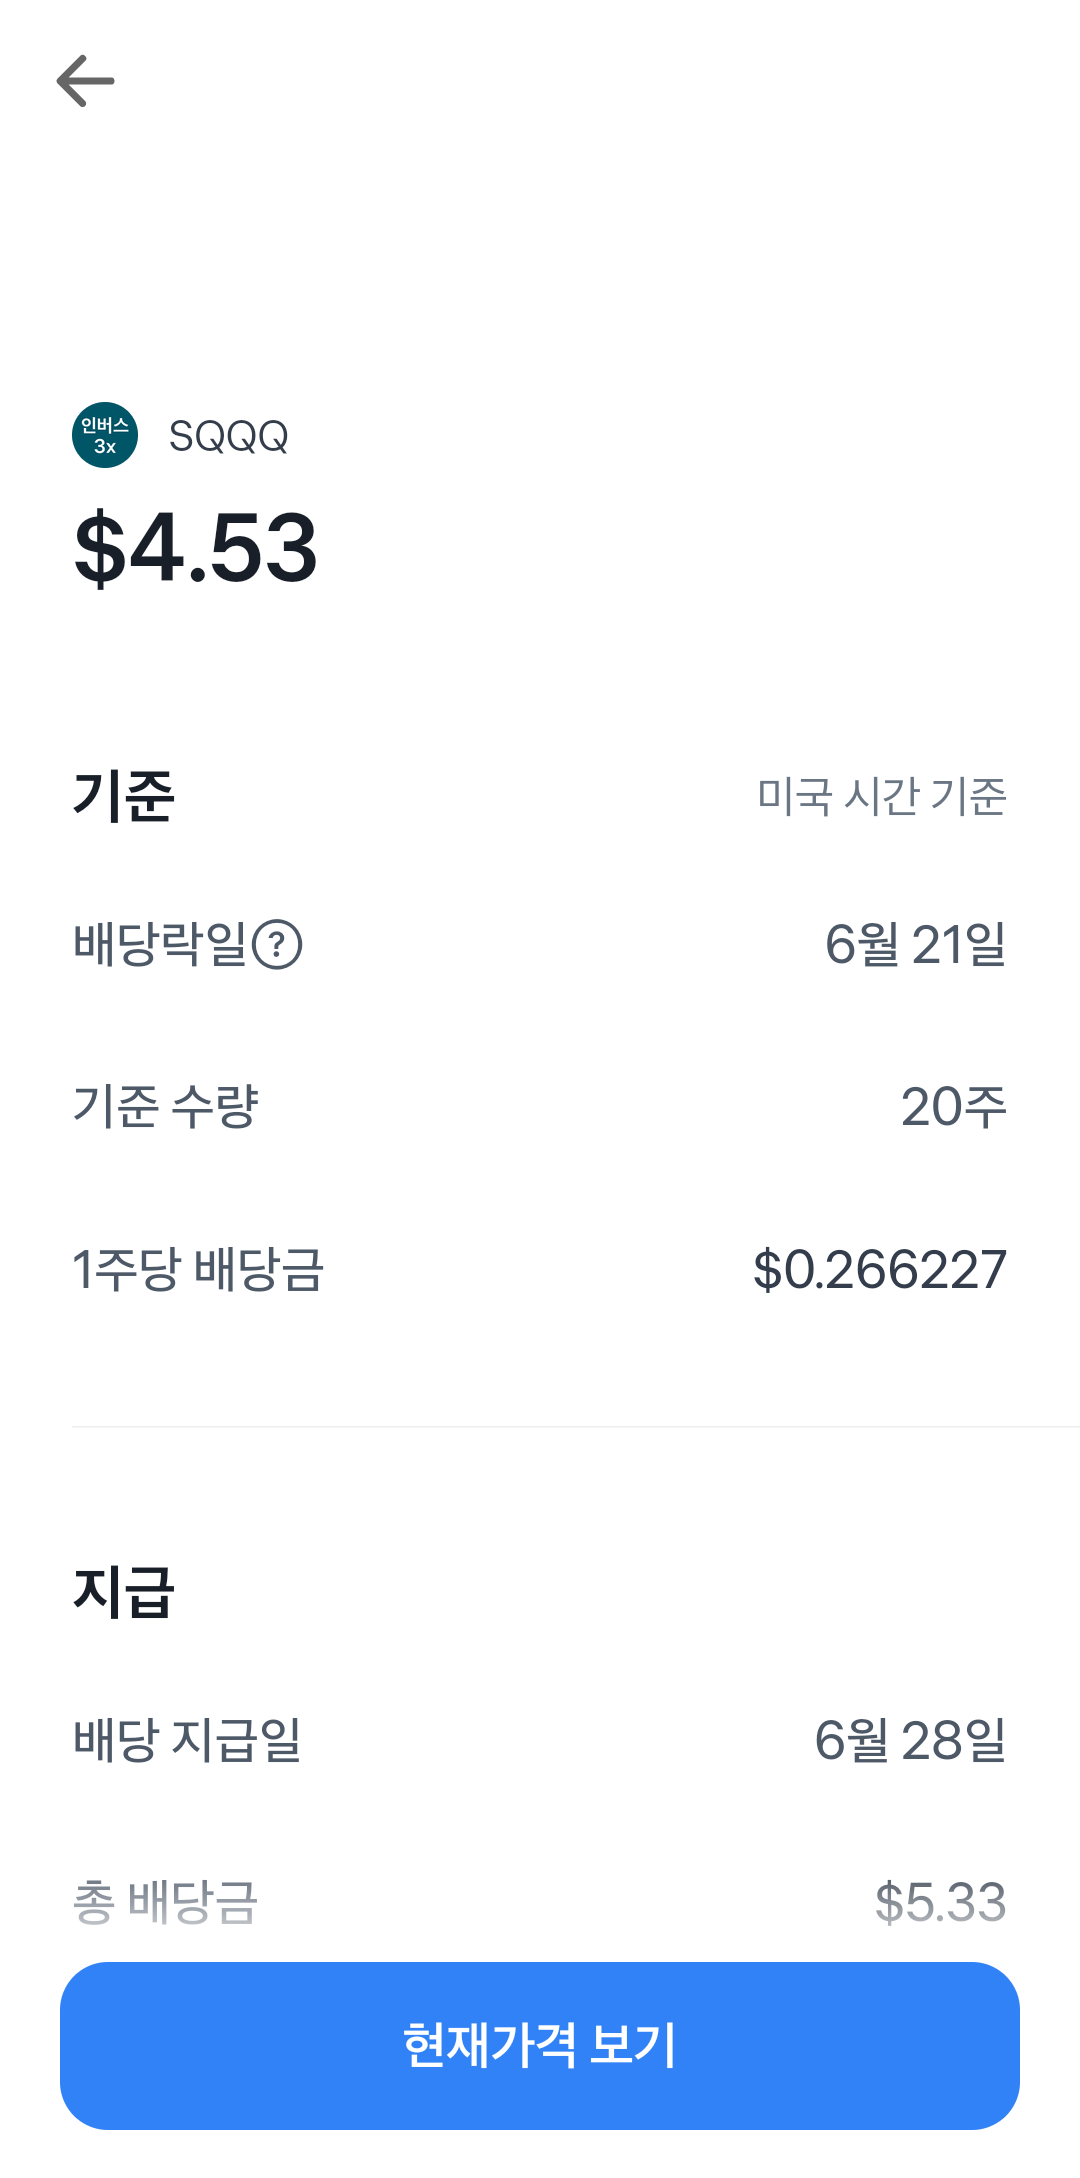 인버스
3x
SQQQ
$4.53
기준 미국 시간 기준
배당락일 ? 6월 21일
기준 수량 20주
1주당 배당금 $0.266227
지급
배당 지급일 6월 28일
총 배당금 $5.33
현재가격 보기